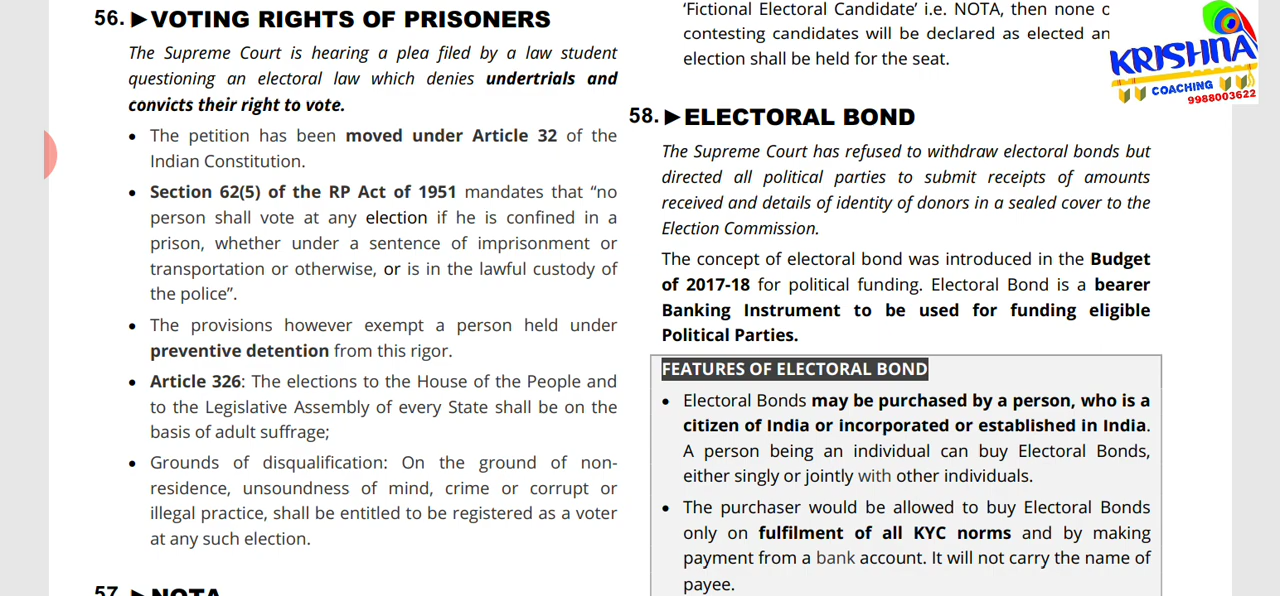 56. ►VOTING RIGHTS OF PRISONERS
The Supreme Court is hearing a plea filed by a law student
questioning an electoral law which denies undertrials and
convicts their right to vote.
• The petition has been moved under Article 32 of the
Indian Constitution.
• Section 62(5) of the RP Act of 1951 mandates that “no
person shall vote at any election if he is confined in a
prison, whether under a sentence of imprisonment or
transportation or otherwise, or is in the lawful custody of
the police”.
• The provisions however exempt a person held under
preventive detention from this rigor.
• Article 326: The elections to the House of the People and
to the Legislative Assembly of every State shall be on the
basis of adult suffrage;
• Grounds of disqualification: On the ground of non-
residence, unsoundness of mind, crime or corrupt or
illegal practice, shall be entitled to be registered as a voter
at any such election.
57. ►NOTA
‘Fictional Electoral Candidate’ i.e. NOTA, then none
contesting candidates will be declared as elected
election shall be held for the seat.
58. ►ELECTORAL BOND
The Supreme Court has refused to withdraw electoral bonds but
directed all political parties to submit receipts of amounts
received and details of identity of donors in a sealed cover to the
Election Commission.
The concept of electoral bond was introduced in the Budget
of 2017-18 for political funding. Electoral Bond is a bearer
Banking Instrument to be used for funding eligible
Political Parties.
FEATURES OF ELECTORAL BOND
• Electoral Bonds may be purchased by a person, who is a
citizen of India or incorporated or established in India.
A person being an individual can buy Electoral Bonds,
either singly or jointly with other individuals.
• The purchaser would be allowed to buy Electoral Bonds
only on fulfilment of all KYC norms and by making
payment from a bank account. It will not carry the name of
payee.
KRISHNA
COACHING
9988003622